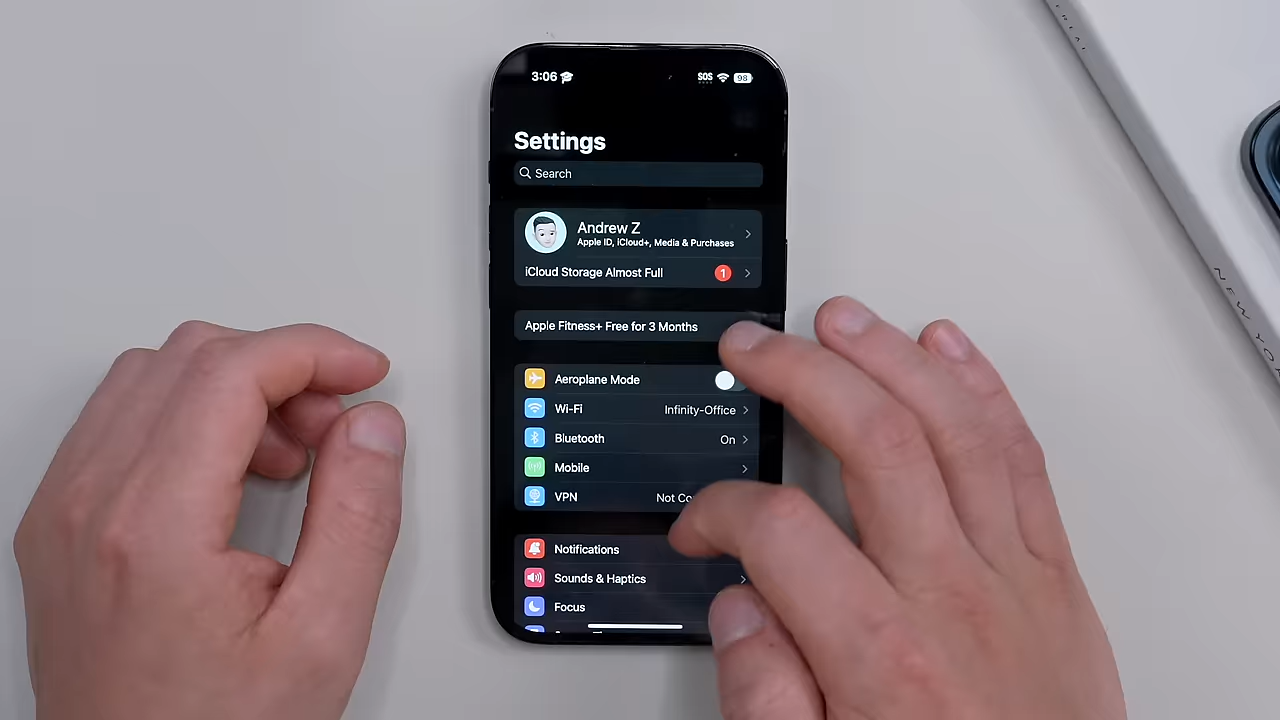 3:06 SOS 98
Settings
Search
Andrew Z
Apple ID, iCloud+, Media & Purchases
iCloud Storage Almost Full 1
Apple Fitness+ Free for 3 Months
Aeroplane Mode
Wi-Fi Infinity-Office
Bluetooth On
Mobile
VPN Not
Notifications
Sounds & Haptics
Focus
NEW